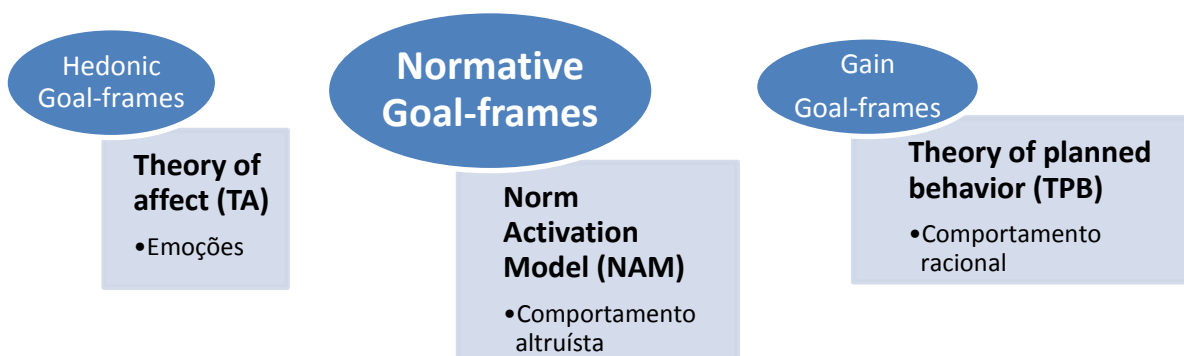 Hedonic
Goal-frames
Theory of
affect (TA)
•Emoções
Normative
Goal-frames
Norm
Activation
Model (NAM)
•Comportamento
altruísta
Gain
Goal-frames
Theory of planned
behavior (TPB)
•Comportamento
racional